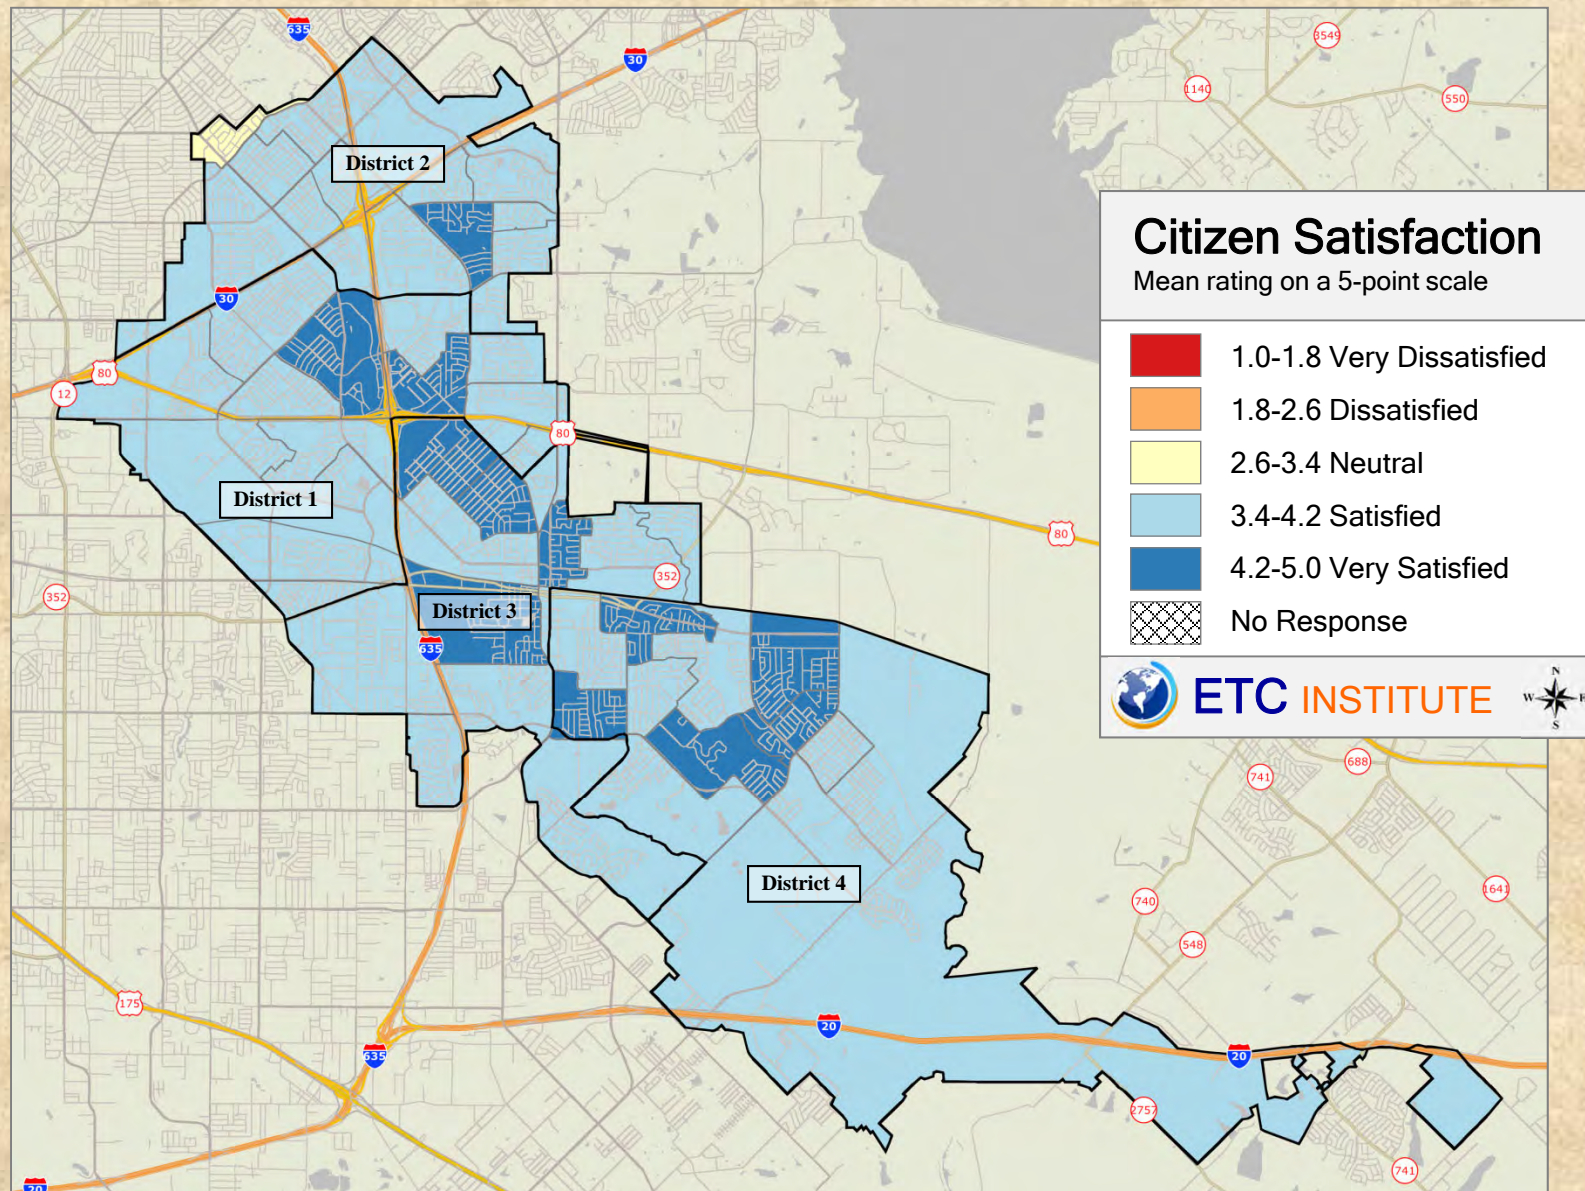 635
30
3549
1140
550
District 2
30
80
12
80
District 1
352
80
352
District 3
635
District 4
175
635
20
20
20
2757
741
741
688
740
548
1641
Citizen Satisfaction
Mean rating on a 5-point scale
1.0-1.8 Very Dissatisfied
1.8-2.6 Dissatisfied
2.6-3.4 Neutral
3.4-4.2 Satisfied
4.2-5.0 Very Satisfied
No Response
ETC INSTITUTE
N
W E
S